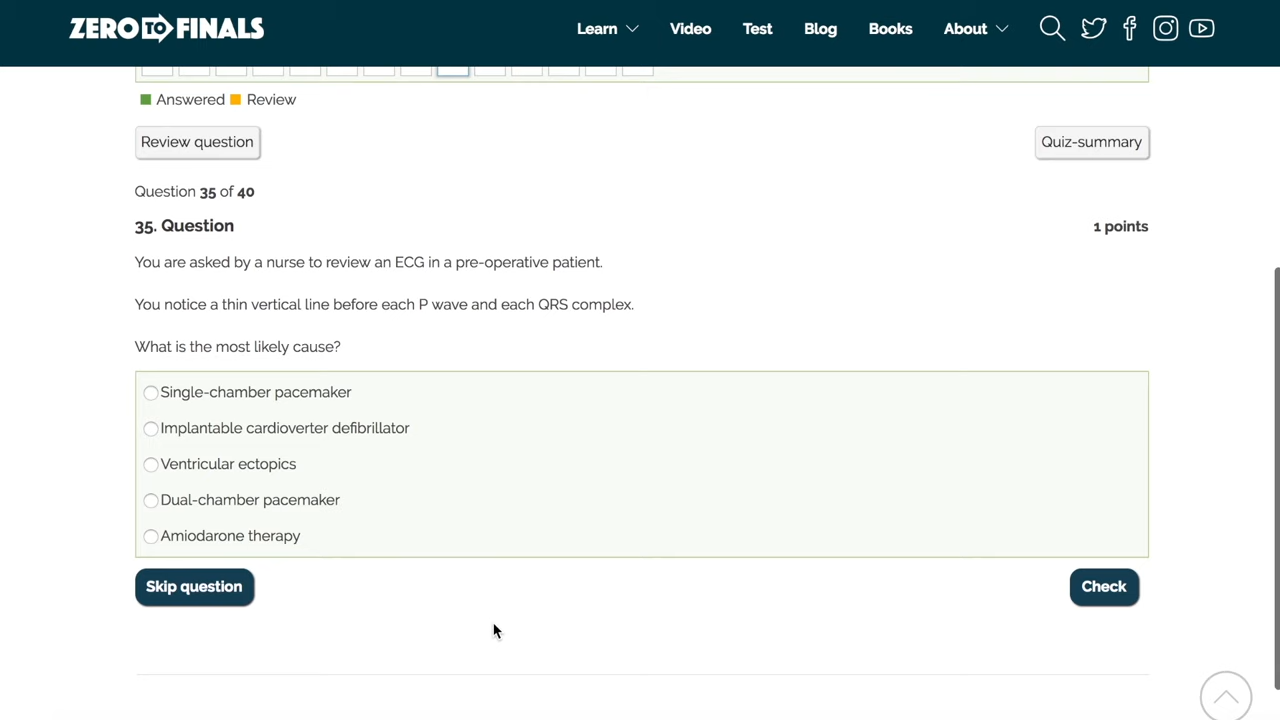 ZERO TO FINALS
Learn
Video
Test
Blog
Books
About
Answered
Review
Review question
Quiz-summary
Question 35 of 40
35. Question
1 points
You are asked by a nurse to review an ECG in a pre-operative patient.
You notice a thin vertical line before each P wave and each QRS complex.
What is the most likely cause?
Single-chamber pacemaker
Implantable cardioverter defibrillator
Ventricular ectopics
Dual-chamber pacemaker
Amiodarone therapy
Skip question
Check